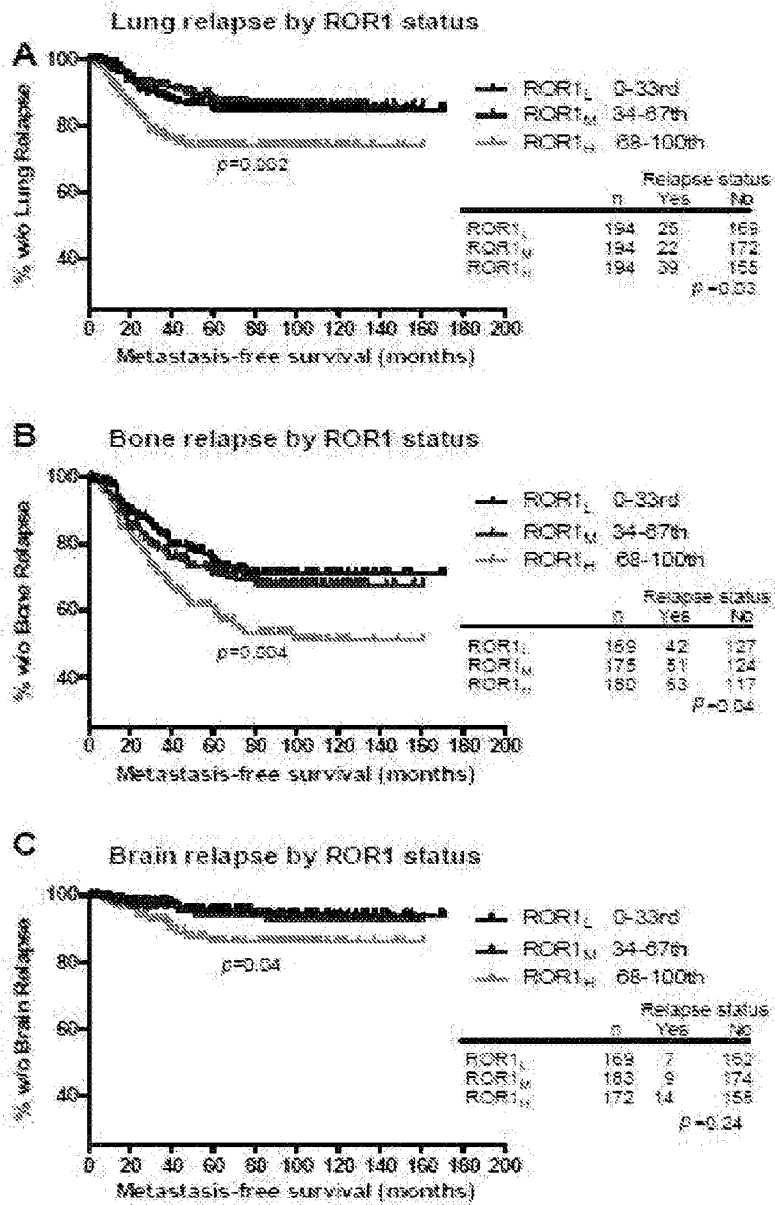 Lung relapse by ROR1 status
A
% w/o Lung Relapse
100
80
60
40
p=0.002
0 20 40 60 80 100 120 140 160 180 200
Metastasis-free survival (months)
ROR1L 0-33rd
ROR1M 34-67th
ROR1H 68-100th
Relapse status
n Yes No
ROR1L 194 25 169
ROR1M 194 22 172
ROR1H 194 39 155
P=0.03
B
Bone relapse by ROR1 status
% w/o Bone Relapse
100
80
60
40
p=0.004
0 20 40 60 80 100 120 140 160 180 200
Metastasis-free survival (months)
ROR1L 0-33rd
ROR1M 34-67th
ROR1H 68-100th
Relapse status
n Yes No
ROR1L 169 42 127
ROR1M 175 51 124
ROR1H 180 63 117
P=0.04
C
Brain relapse by ROR1 status
% w/o Brain Relapse
100
80
60
40
p=0.04
0 20 40 60 80 100 120 140 160 180 200
Metastasis-free survival (months)
ROR1L 0-33rd
ROR1M 34-67th
ROR1H 68-100th
Relapse status
n Yes No
ROR1L 169 7 162
ROR1M 183 9 174
ROR1H 172 14 158
P=0.24